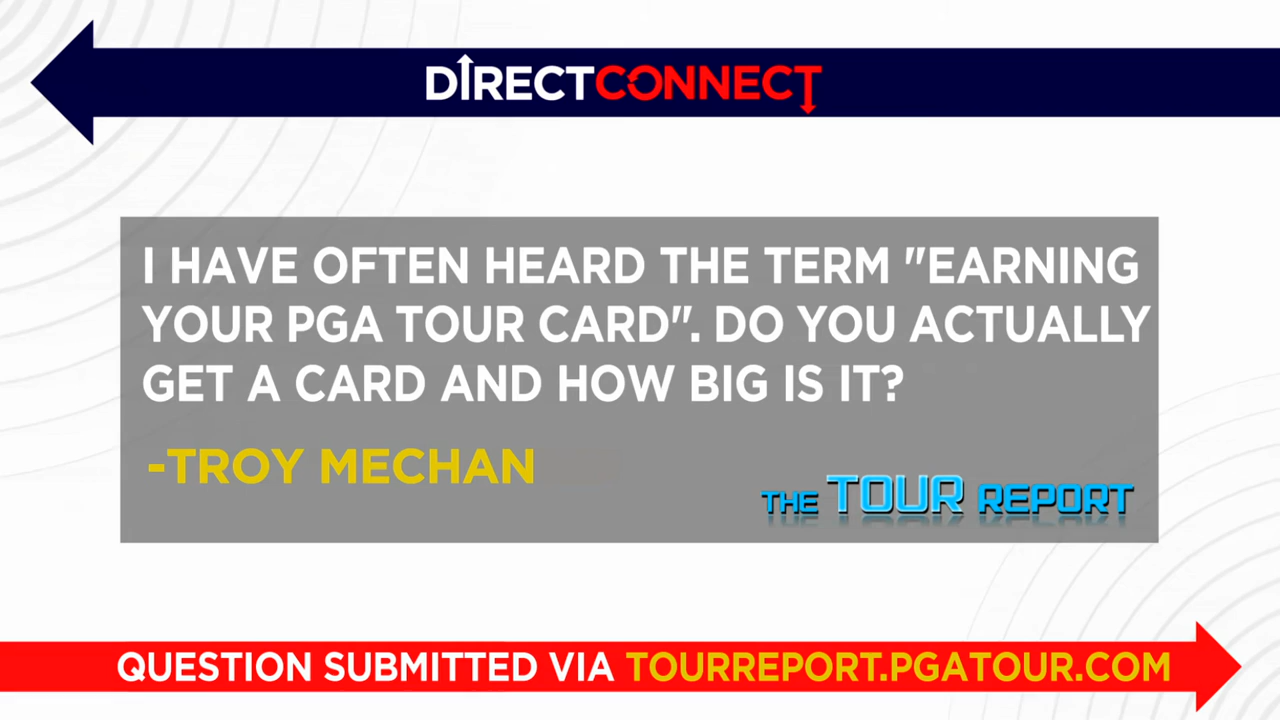 DIRECTCONNECT
I HAVE OFTEN HEARD THE TERM "EARNING
YOUR PGA TOUR CARD". DO YOU ACTUALLY
GET A CARD AND HOW BIG IS IT?
-TROY MECHAN
THE TOUR REPORT
QUESTION SUBMITTED VIA TOURREPORT.PGATOUR.COM